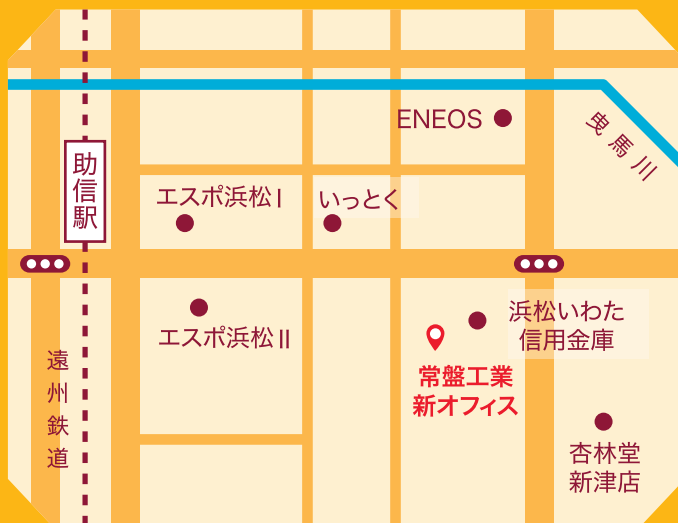 ENEOS
曳馬川
助信駅
エスポ浜松Ⅰ
いっとく
エスポ浜松Ⅱ
浜松いわた
信用金庫
常盤工業
新オフィス
遠州鉄道
杏林堂
新津店